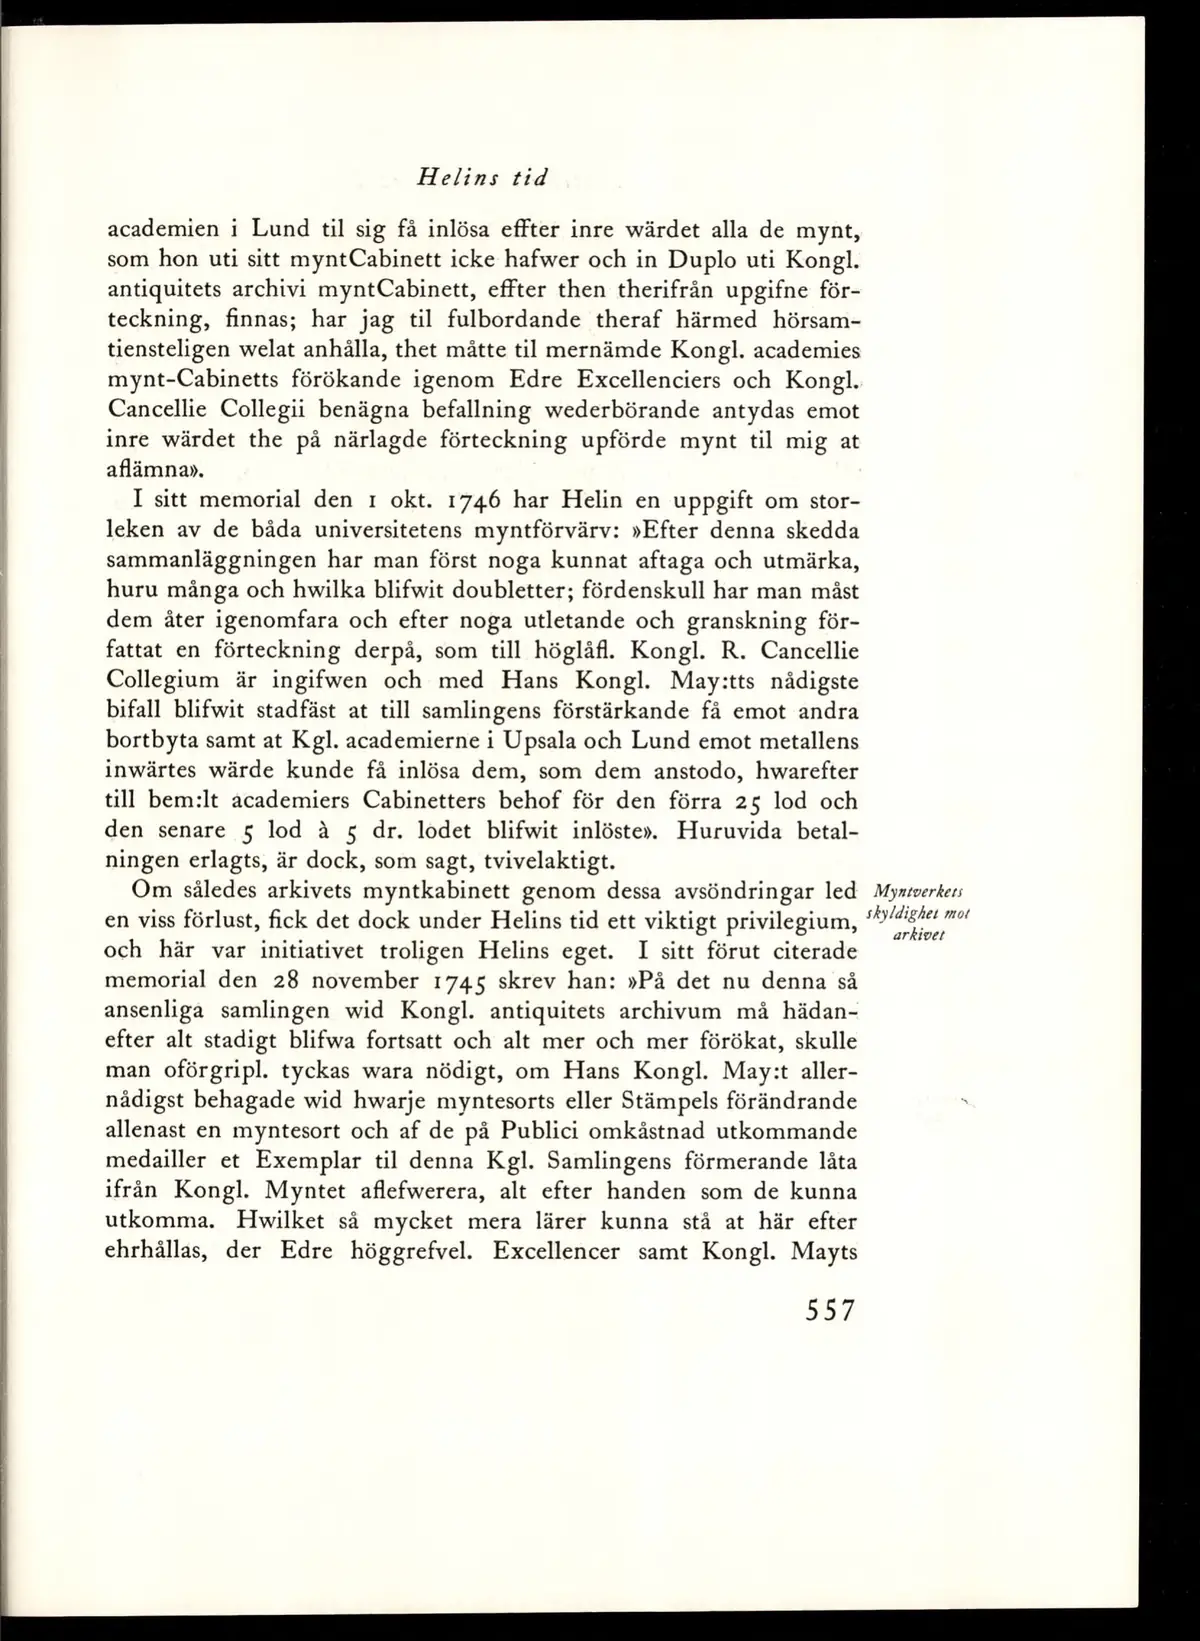 Helins tid
academien i Lund til sig få inlösa effter inre wärdet alla de mynt,
som hon uti sitt myntCabinett icke hafwer och in Duplo uti Kongl.
antiquitets archivi myntCabinett, effter then therifrån upgifne för-
teckning, finnas; har jag til fulbordande theraf härmed hörsam-
tiensteligen welat anhålla, thet måtte til mernämde Kongl. academies
mynt-Cabinetts förökande igenom Edre Excellenciers och Kongl.
Cancellie Collegii benägna befallning wederbörande antydas emot
inre wärdet the på närlagde förteckning upförde mynt til mig at
aflämna».
I sitt memorial den 1 okt. 1746 har Helin en uppgift om stor-
leken av de båda universitetens myntförvärv: »Efter denna skedda
sammanläggningen har man först noga kunnat aftaga och utmärka,
huru många och hwilka blifwit doubletter; fördenskull har man måst
dem åter igenomfara och efter noga utletande och granskning för-
fattat en förteckning derpå, som till höglåfl. Kongl. R. Cancellie
Collegium är ingifwen och med Hans Kongl. May:tts nådigste
bifall blifwit stadfäst at till samlingens förstärkande få emot andra
bortbyta samt at Kgl. academierne i Upsala och Lund emot metallens
inwärtes wärde kunde få inlösa dem, som dem anstodo, hwarefter
till bem:lt academiers Cabinetters behof för den förra 25 lod och
den senare 5 lod à 5 dr. lodet blifwit inlöste». Huruvida betal-
ningen erlagts, är dock, som sagt, tvivelaktigt.
Om således arkivets myntkabinett genom dessa avsöndringar led
en viss förlust, fick det dock under Helins tid ett viktigt privilegium,
och här var initiativet troligen Helins eget. I sitt förut citerade
memorial den 28 november 1745 skrev han: »På det nu denna så
ansenliga samlingen wid Kongl. antiquitets archivum må hädan-
efter alt stadigt blifwa fortsatt och alt mer och mer förökat, skulle
man oförgripl. tyckas wara nödigt, om Hans Kongl. May:t aller-
nådigst behagade wid hwarje myntesorts eller Stämpels förändrande
allenast en myntesort och af de på Publici omkåstnad utkommande
medailler et Exemplar til denna Kgl. Samlingens förmerande låta
ifrån Kongl. Myntet aflefwerera, alt efter handen som de kunna
utkomma. Hwilket så mycket mera lärer kunna stå at här efter
ehrhållas, der Edre höggrefvel. Excellencer samt Kongl. Mayts
Myntverkets
skyldighet mot
arkivet
557